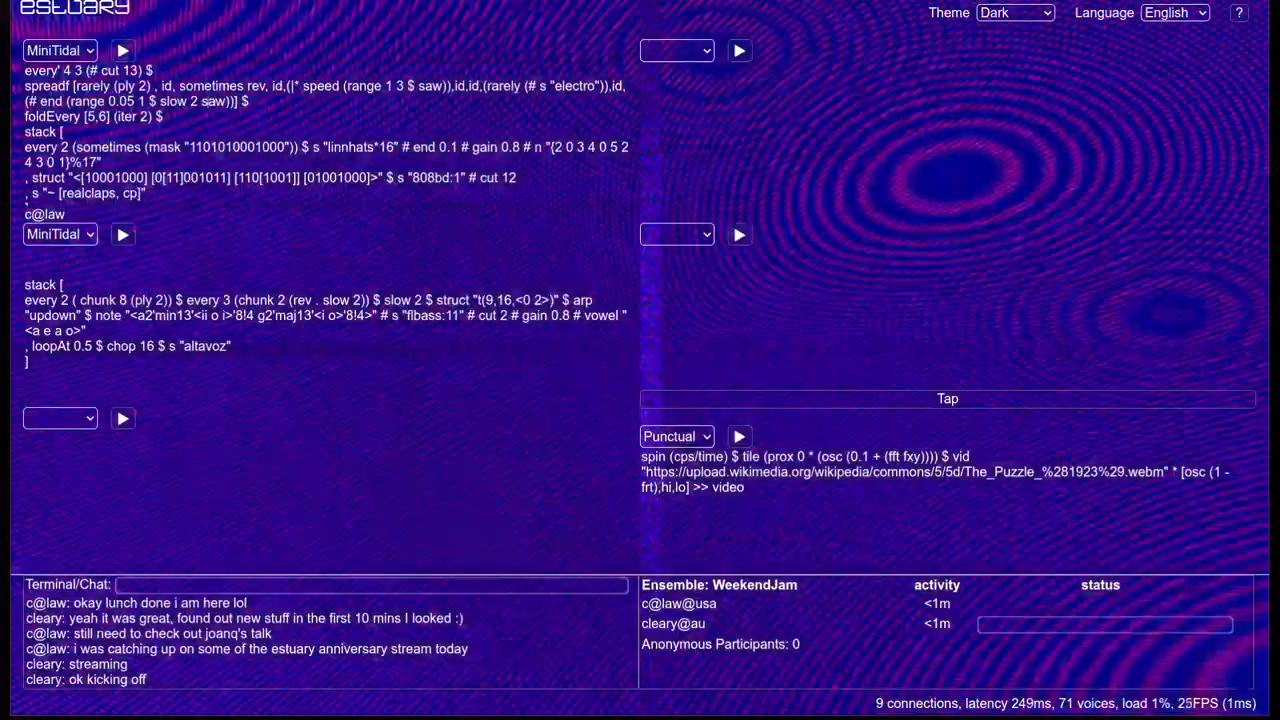 estuary
Theme Dark Language English ?
MiniTidal
every' 4 3 (# cut 13) $
spreadf [rarely (ply 2) , id, sometimes rev, id,(|* speed (range 1 3 $ saw)),id,id,(rarely (# s "electro")),id,
(# end (range 0.05 1 $ slow 2 saw))] $
foldEvery [5,6] (iter 2) $
stack [
every 2 (sometimes (mask "1101010001000")) $ s "linnhats*16" # end 0.1 # gain 0.8 # n "{2 0 3 4 0 5 2
4 3 0 1}%17"
, struct "<[10001000] [0[11]001011] [110[1001]] [01001000]>" $ s "808bd:1" # cut 12
, s "~ [realclaps, cp]"
c@law
MiniTidal
stack [
every 2 ( chunk 8 (ply 2)) $ every 3 (chunk 2 (rev . slow 2)) $ slow 2 $ struct "t(9,16,<0 2>)" $ arp
"updown" $ note "<a2'min13'<ii o i>'8!4 g2'maj13'<i o>'8!4>" # s "flbass:11" # cut 2 # gain 0.8 # vowel "
<a e a o>"
, loopAt 0.5 $ chop 16 $ s "altavoz"
]
Tap
Punctual
spin (cps/time) $ tile (prox 0 * (osc (0.1 + (fft fxy)))) $ vid
"https://upload.wikimedia.org/wikipedia/commons/5/5d/The_Puzzle_%281923%29.webm" * [osc (1 -
frt),hi,lo] >> video
Terminal/Chat:
c@law: okay lunch done i am here lol
cleary: yeah it was great, found out new stuff in the first 10 mins I looked :)
c@law: still need to check out joanq's talk
c@law: i was catching up on some of the estuary anniversary stream today
cleary: streaming
cleary: ok kicking off
Ensemble: WeekendJam activity status
c@law@usa <1m
cleary@au <1m
Anonymous Participants: 0
9 connections, latency 249ms, 71 voices, load 1%, 25FPS (1ms)